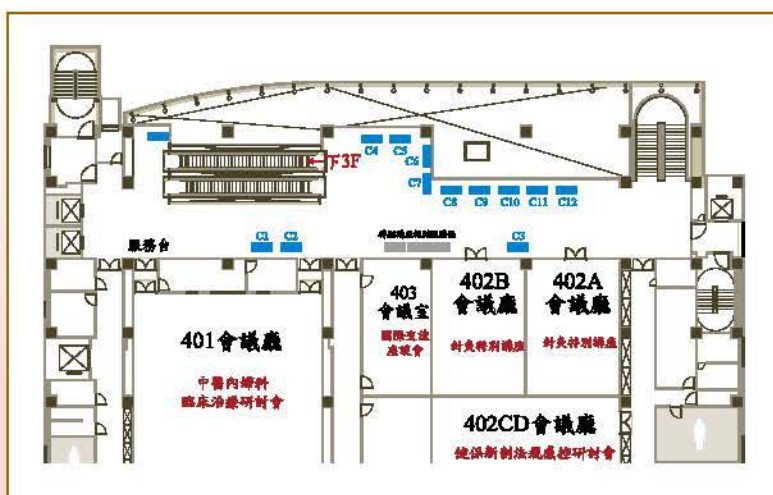 下3F
C4
C5
C6
C7
C8
C9
C10
C11
C12
服務台
C1
C2
C3
401會議廳
中醫內婦科
臨床治療研討會
403
會議室
國際交流
座談會
402B
會議廳
針灸特別講座
402A
會議廳
針灸特別講座
402CD會議廳
健保新制法規感控研討會